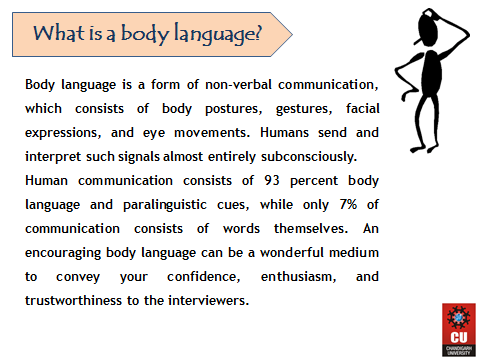 What is a body language?
Body language is a form of non-verbal communication,
which consists of body postures, gestures, facial
expressions, and eye movements. Humans send and
interpret such signals almost entirely subconsciously.
Human communication consists of 93 percent body
language and paralinguistic cues, while only 7% of
communication consists of words themselves. An
encouraging body language can be a wonderful medium
to convey your confidence, enthusiasm, and
trustworthiness to the interviewers.
CU
CHANDIGARH
UNIVERSITY